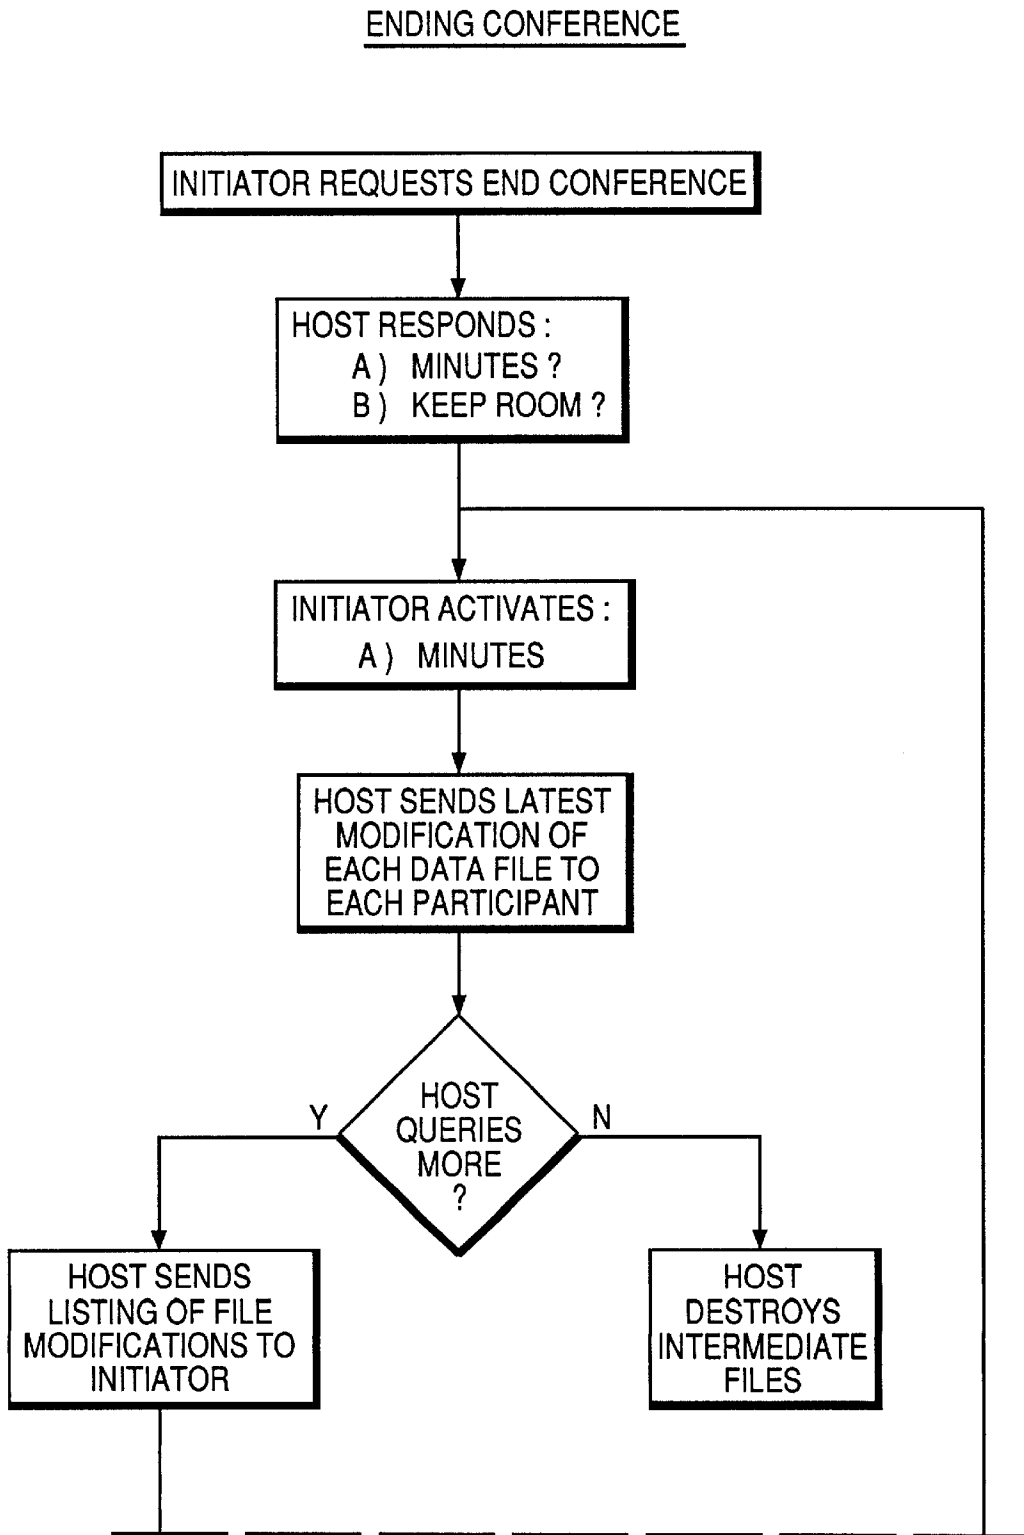 ENDING CONFERENCE
INITIATOR REQUESTS END CONFERENCE
HOST RESPONDS :
A ) MINUTES ?
B ) KEEP ROOM ?
INITIATOR ACTIVATES :
A ) MINUTES
HOST SENDS LATEST
MODIFICATION OF
EACH DATA FILE TO
EACH PARTICIPANT
HOST
QUERIES
MORE
?
Y
N
HOST SENDS
LISTING OF FILE
MODIFICATIONS TO
INITIATOR
HOST
DESTROYS
INTERMEDIATE
FILES